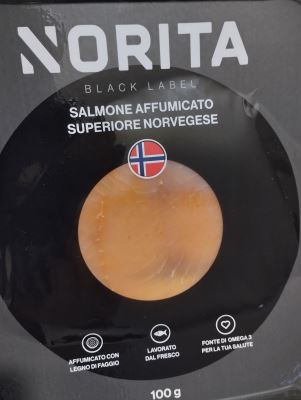 NORITA
BLACK LABEL
SALMONE AFFUMICATO
SUPERIORE NORVEGESE
AFFUMICATO CON
LEGNO DI FAGGIO
LAVORATO
DAL FRESCO
FONTE DI OMEGA 3
PER LA TUA SALUTE
100 g